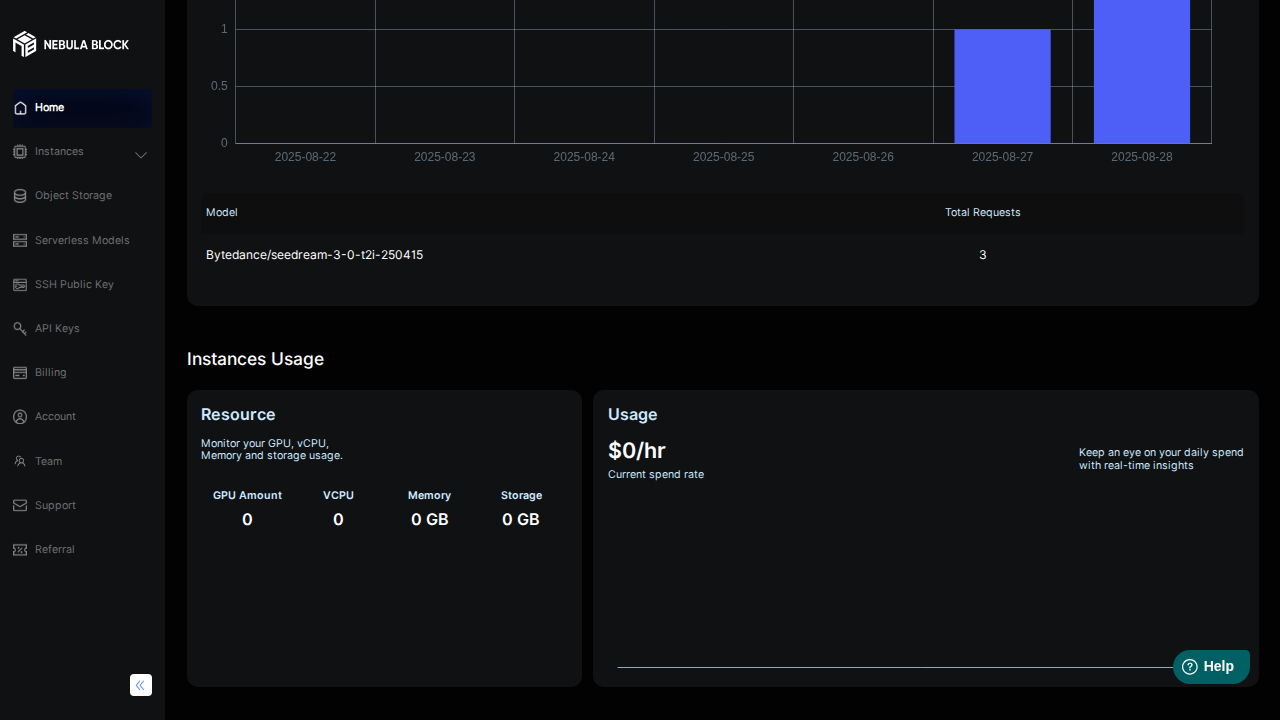 NEBULA BLOCK
Home
Instances
Object Storage
Serverless Models
SSH Public Key
API Keys
Billing
Account
Team
Support
Referral
1
0.5
0
2025-08-22 2025-08-23 2025-08-24 2025-08-25 2025-08-26 2025-08-27 2025-08-28
Model Total Requests
Bytedance/seedream-3-0-t2i-250415 3
Instances Usage
Resource
Monitor your GPU, vCPU,
Memory and storage usage.
GPU Amount VCPU Memory Storage
0 0 0 GB 0 GB
Usage
$0/hr
Current spend rate
Keep an eye on your daily spend
with real-time insights
Help